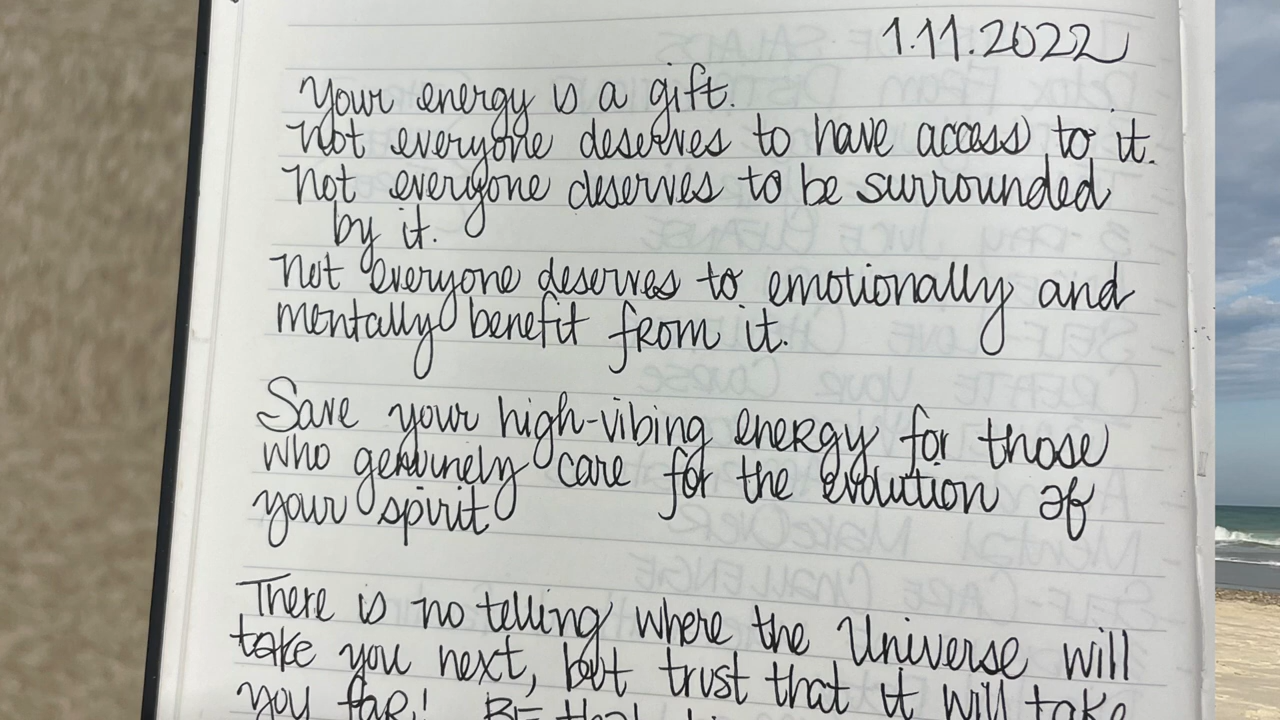 1.11.2022
Your energy is a gift.
Not everyone deserves to have access to it.
Not everyone deserves to be surrounded
by it.
Not everyone deserves to emotionally and
mentally benefit from it.
Save your high-vibing energy for those
who genuinely care for the evolution of
your spirit
There is no telling where the Universe will
take you next, but trust that it will take
you far!